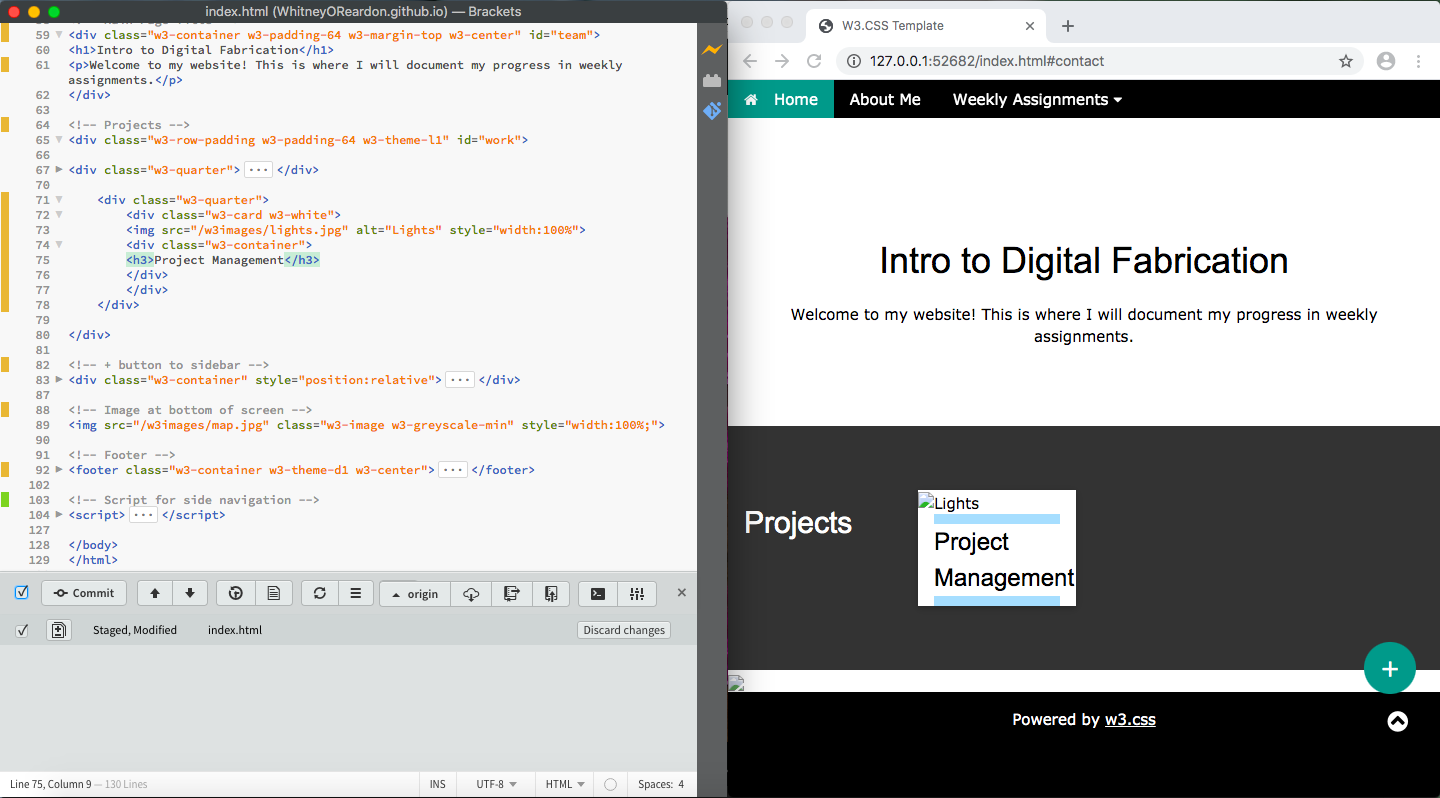 index.html (WhitneyOReardon.github.io) — Brackets
59 <div class="w3-container w3-padding-64 w3-margin-top w3-center" id="team">
60 <h1>Intro to Digital Fabrication</h1>
61 <p>Welcome to my website! This is where I will document my progress in weekly
assignments.</p>
62 </div>
63
64 <!-- Projects -->
65 <div class="w3-row-padding w3-padding-64 w3-theme-l1" id="work">
66
67 <div class="w3-quarter"> ... </div>
70
71 <div class="w3-quarter">
72 <div class="w3-card w3-white">
73 <img src="/w3images/lights.jpg" alt="Lights" style="width:100%">
74 <div class="w3-container">
75 <h3>Project Management</h3>
76 </div>
77 </div>
78 </div>
79
80 </div>
81
82 <!-- + button to sidebar -->
83 <div class="w3-container" style="position:relative"> ... </div>
87
88 <!-- Image at bottom of screen -->
89 <img src="/w3images/map.jpg" class="w3-image w3-greyscale-min" style="width:100%;">
90
91 <!-- Footer -->
92 <footer class="w3-container w3-theme-d1 w3-center"> ... </footer>
102
103 <!-- Script for side navigation -->
104 <script> ... </script>
127
128 </body>
129 </html>
Commit
origin
Staged, Modified index.html Discard changes
Line 75, Column 9 — 130 Lines INS UTF-8 HTML Spaces: 4
W3.CSS Template
127.0.0.1:52682/index.html#contact
Home About Me Weekly Assignments
Intro to Digital Fabrication
Welcome to my website! This is where I will document my progress in weekly
assignments.
Projects
Lights
Project
Management
+
Powered by w3.css